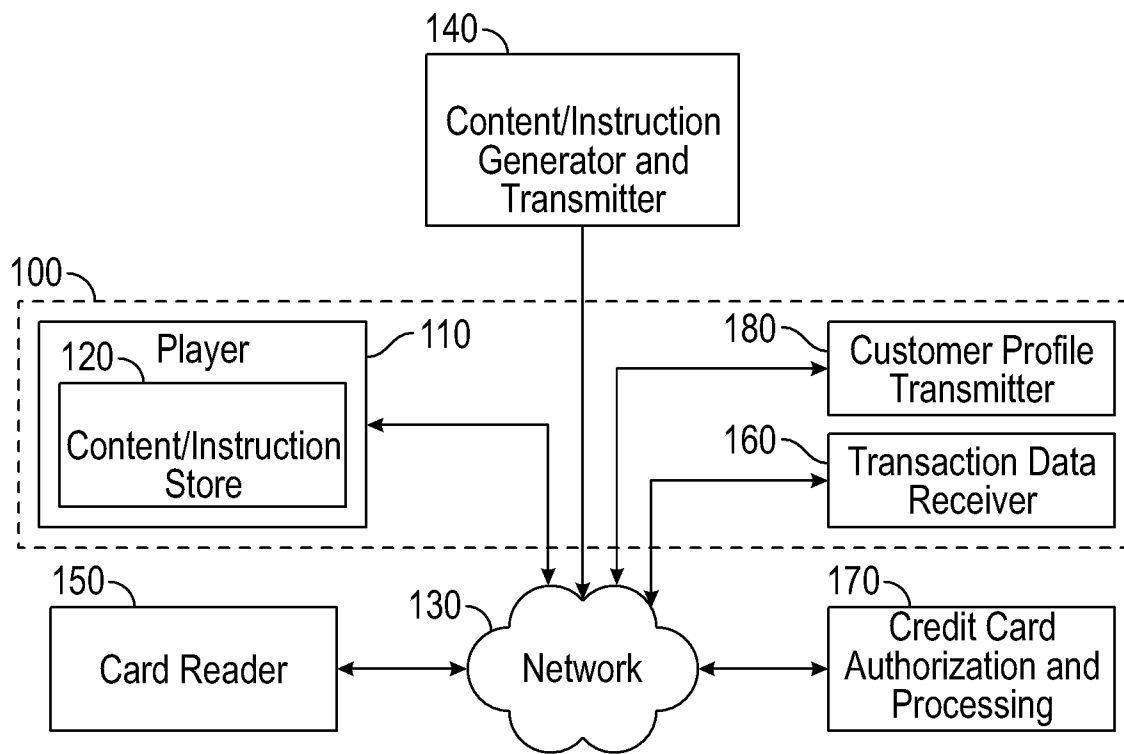 140
Content/Instruction
Generator and
Transmitter
100
Player
110
120
Content/Instruction
Store
180
Customer Profile
Transmitter
160
Transaction Data
Receiver
150
Card Reader
130
Network
170
Credit Card
Authorization and
Processing